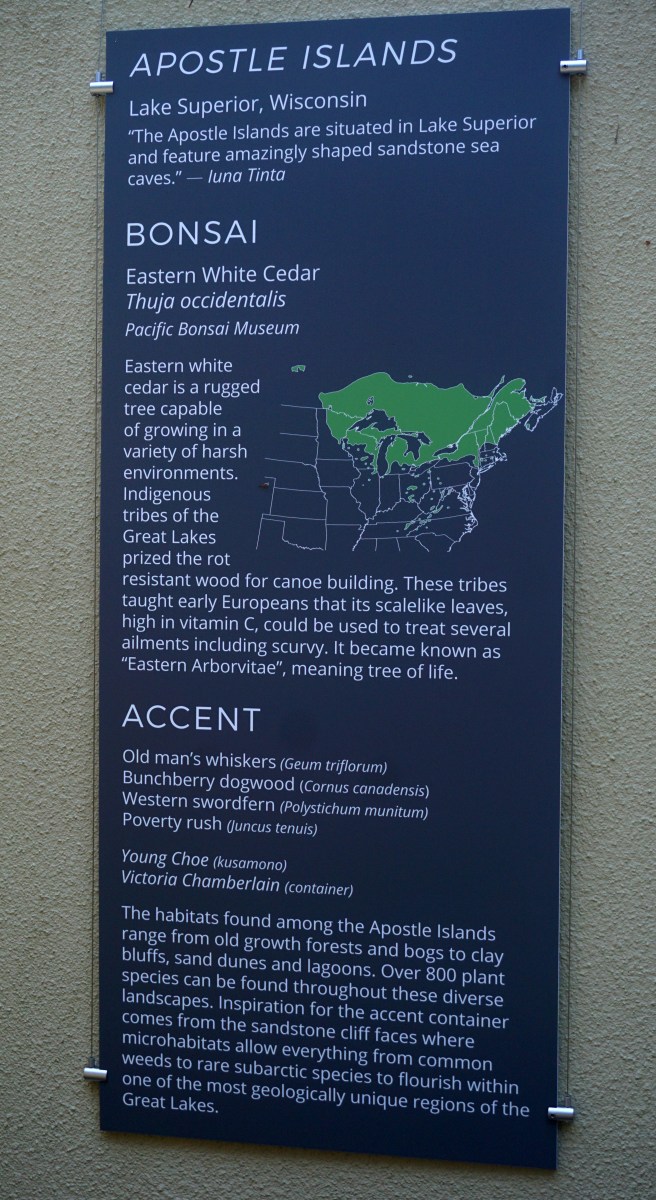 APOSTLE ISLANDS
Lake Superior, Wisconsin
“The Apostle Islands are situated in Lake Superior
and feature amazingly shaped sandstone sea
caves.” — Iuna Tinta
BONSAI
Eastern White Cedar
Thuja occidentalis
Pacific Bonsai Museum
Eastern white
cedar is a rugged
tree capable
of growing in a
variety of harsh
environments.
Indigenous
tribes of the
Great Lakes
prized the rot
resistant wood for canoe building. These tribes
taught early Europeans that its scalelike leaves,
high in vitamin C, could be used to treat several
ailments including scurvy. It became known as
“Eastern Arborvitae”, meaning tree of life.
ACCENT
Old man’s whiskers (Geum triflorum)
Bunchberry dogwood (Cornus canadensis)
Western swordfern (Polystichum munitum)
Poverty rush (Juncus tenuis)
Young Choe (kusamono)
Victoria Chamberlain (container)
The habitats found among the Apostle Islands
range from old growth forests and bogs to clay
bluffs, sand dunes and lagoons. Over 800 plant
species can be found throughout these diverse
landscapes. Inspiration for the accent container
comes from the sandstone cliff faces where
microhabitats allow everything from common
weeds to rare subarctic species to flourish within
one of the most geologically unique regions of the
Great Lakes.